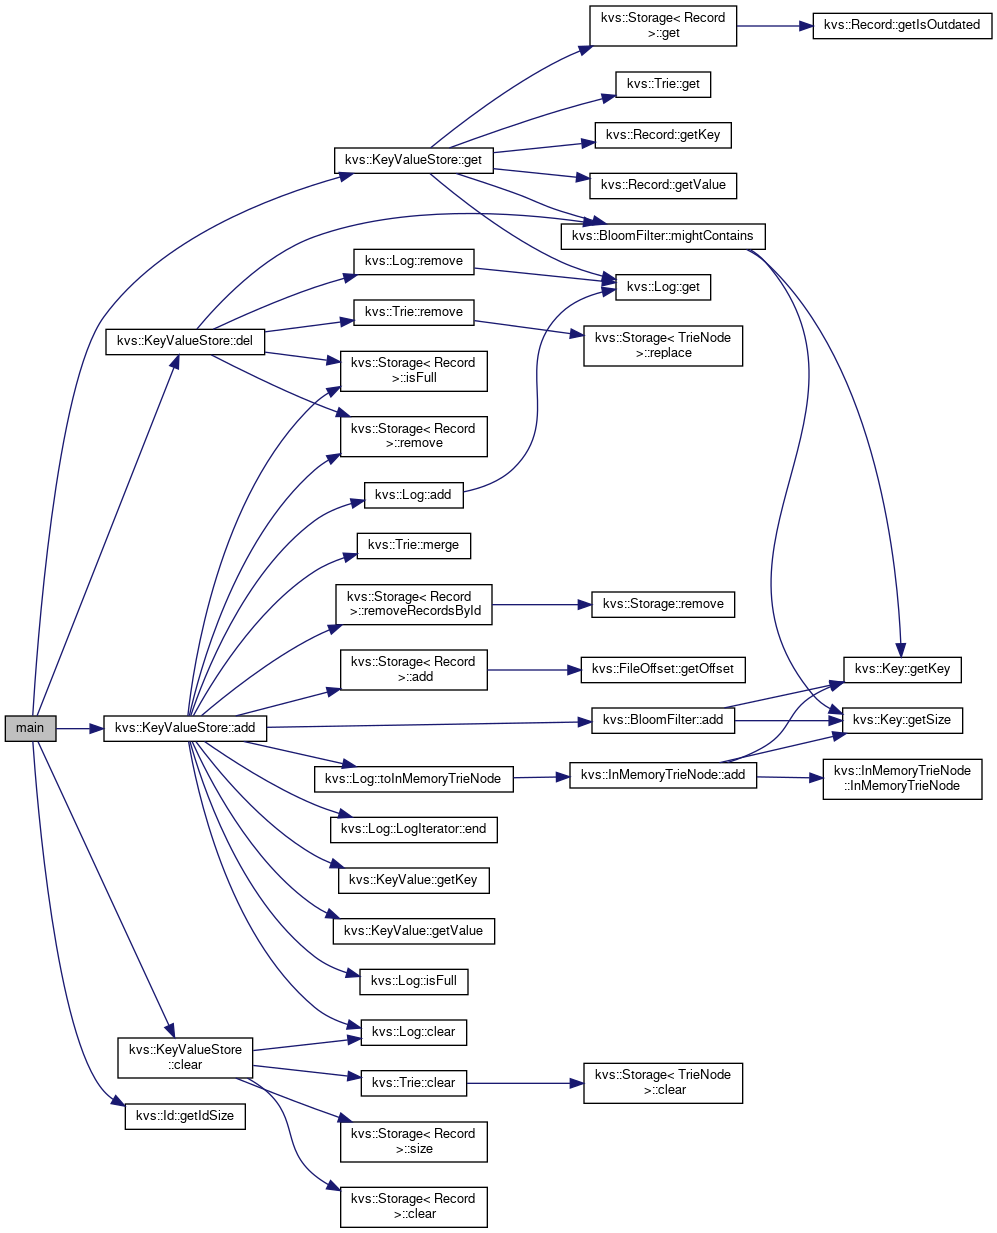 kvs::Storage< Record
>::get
kvs::Record::getIsOutdated
kvs::Trie::get
kvs::Record::getKey
kvs::KeyValueStore::get
kvs::Record::getValue
kvs::BloomFilter::mightContains
kvs::Log::remove
kvs::Log::get
kvs::Trie::remove
kvs::KeyValueStore::del
kvs::Storage< TrieNode
>::replace
kvs::Storage< Record
>::isFull
kvs::Storage< Record
>::remove
kvs::Log::add
kvs::Trie::merge
kvs::Storage< Record
>::removeRecordsById
kvs::Storage::remove
kvs::Storage< Record
>::add
kvs::FileOffset::getOffset
kvs::Key::getKey
main
kvs::KeyValueStore::add
kvs::BloomFilter::add
kvs::Key::getSize
kvs::Log::toInMemoryTrieNode
kvs::InMemoryTrieNode::add
kvs::InMemoryTrieNode
::InMemoryTrieNode
kvs::Log::LogIterator::end
kvs::KeyValue::getKey
kvs::KeyValue::getValue
kvs::Log::isFull
kvs::Log::clear
kvs::KeyValueStore
::clear
kvs::Trie::clear
kvs::Storage< TrieNode
>::clear
kvs::Id::getIdSize
kvs::Storage< Record
>::size
kvs::Storage< Record
>::clear